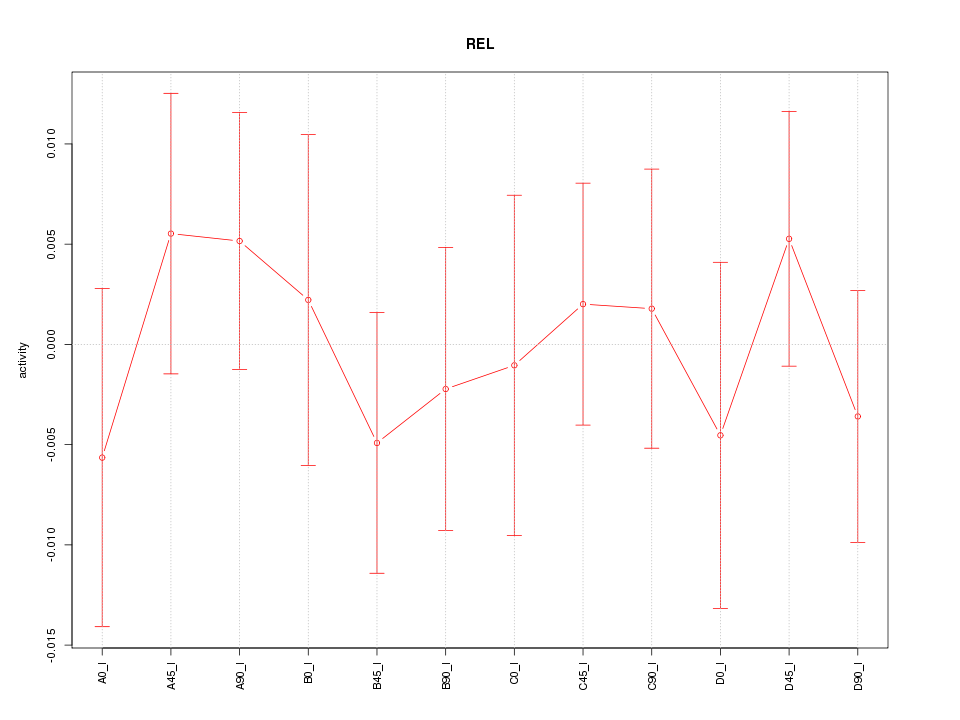 REL
activity
0.010
0.005
0.000
-0.005
-0.010
-0.015
A0_I
A45_I
A90_I
B0_I
B45_I
B90_I
C0_I
C45_I
C90_I
D0_I
D45_I
D90_I